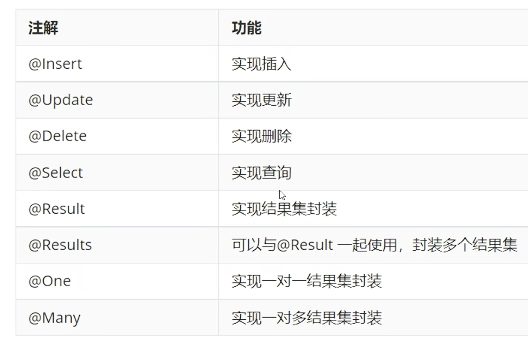 注解 功能
@Insert 实现插入
@Update 实现更新
@Delete 实现删除
@Select 实现查询
@Result 实现结果集封装
@Results 可以与@Result 一起使用，封装多个结果集
@One 实现一对一结果集封装
@Many 实现一对多结果集封装